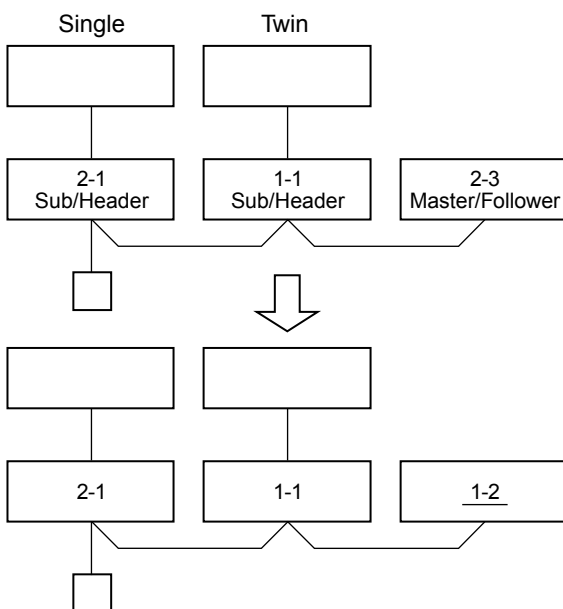 Single
Twin
2-1
Sub/Header
1-1
Sub/Header
2-3
Master/Follower
2-1
1-1
1-2